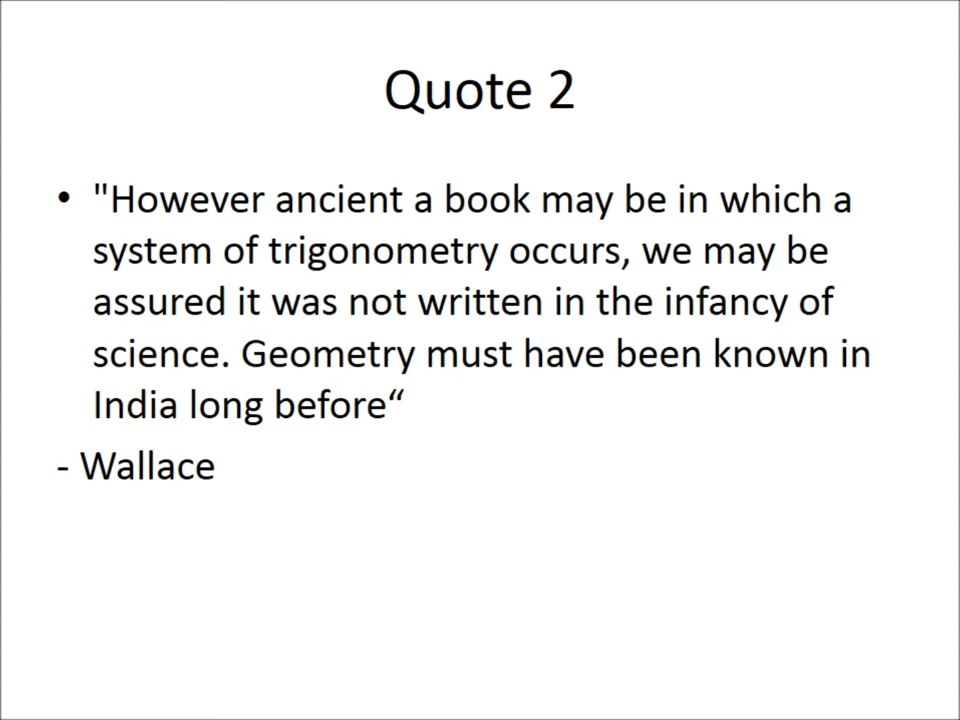 Quote 2
• "However ancient a book may be in which a
system of trigonometry occurs, we may be
assured it was not written in the infancy of
science. Geometry must have been known in
India long before“
- Wallace